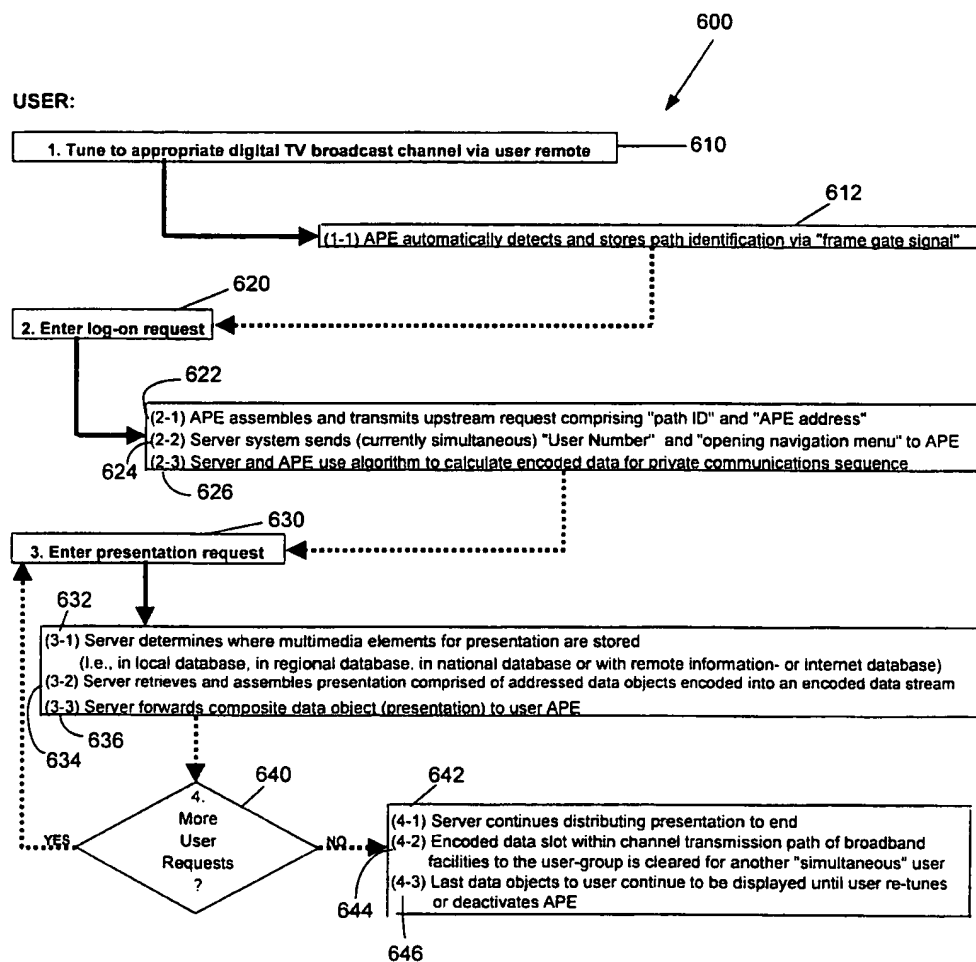 600
USER:
1. Tune to appropriate digital TV broadcast channel via user remote
610
612
(1-1) APE automatically detects and stores path identification via "frame gate signal"
620
2. Enter log-on request
622
(2-1) APE assembles and transmits upstream request comprising "path ID" and "APE address"
(2-2) Server system sends (currently simultaneous) "User Number" and "opening navigation menu" to APE
624
(2-3) Server and APE use algorithm to calculate encoded data for private communications sequence
626
630
3. Enter presentation request
632
(3-1) Server determines where multimedia elements for presentation are stored
(I.e., in local database, in regional database, in national database or with remote information- or internet database)
(3-2) Server retrieves and assembles presentation comprised of addressed data objects encoded into an encoded data stream
(3-3) Server forwards composite data object (presentation) to user APE
634
636
640
4.
More
User
Requests
?
YES
NO
642
(4-1) Server continues distributing presentation to end
(4-2) Encoded data slot within channel transmission path of broadband
facilities to the user-group is cleared for another "simultaneous" user
(4-3) Last data objects to user continue to be displayed until user re-tunes
or deactivates APE
644
646